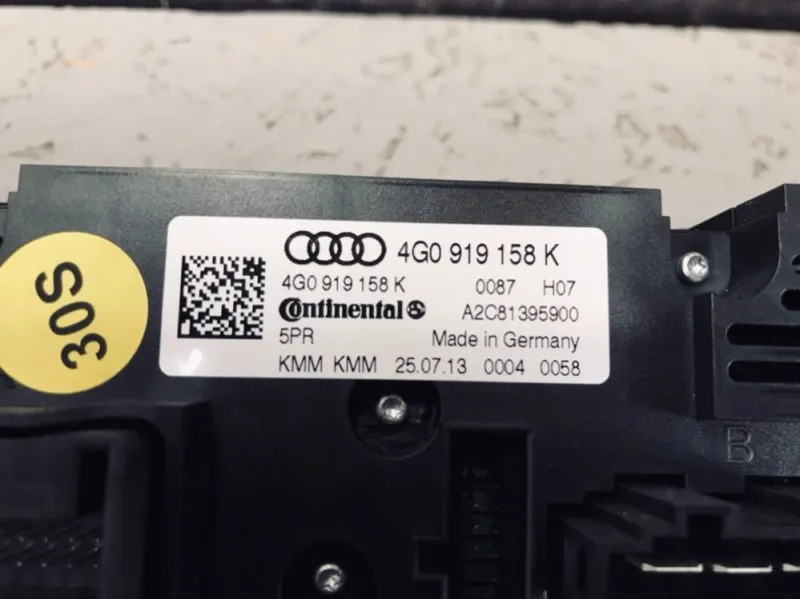 4G0 919 158 K
4G0 919 158 K 0087 H07
Continental A2C81395900
5PR Made in Germany
KMM KMM 25.07.13 0004 0058
30S
B